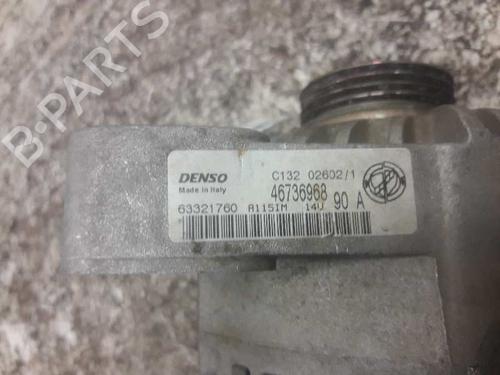 B-PARTS
DENSO
Made in Italy
C132 02602/1
46736968
63321760 A115IM 14V 90 A